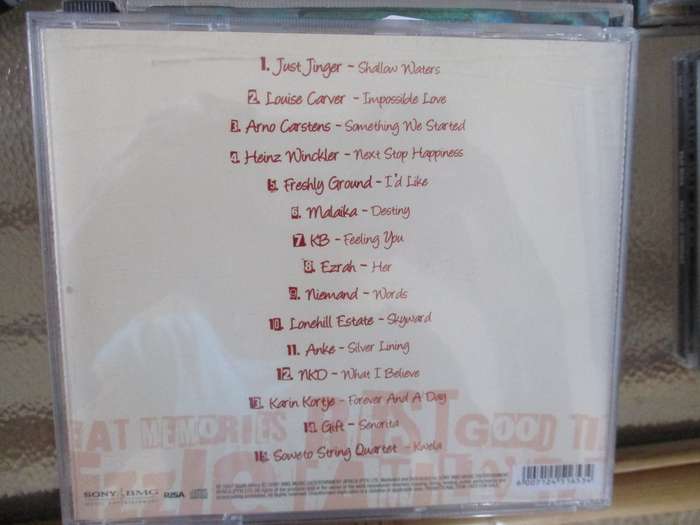 1. Just Jinger - Shallow Waters
2. Louise Carver - Impossible Love
3. Arno Carstens - Something We Started
4. Heinz Winckler - Next Stop Happiness
5. Freshly Ground - I'd Like
6. Malaika - Destiny
7. KB - Feeling You
8. Ezrah - Her
9. Niemand - Words
10. Lonehill Estate - Skyward
11. Anke - Silver Lining
12. NKD - What I Believe
13. Karin Kortje - Forever And A Day
14. Gift - Senorita
15. Soweto String Quartet - Kwela
EAT MEMORIES GOOD TI
SONY BMG